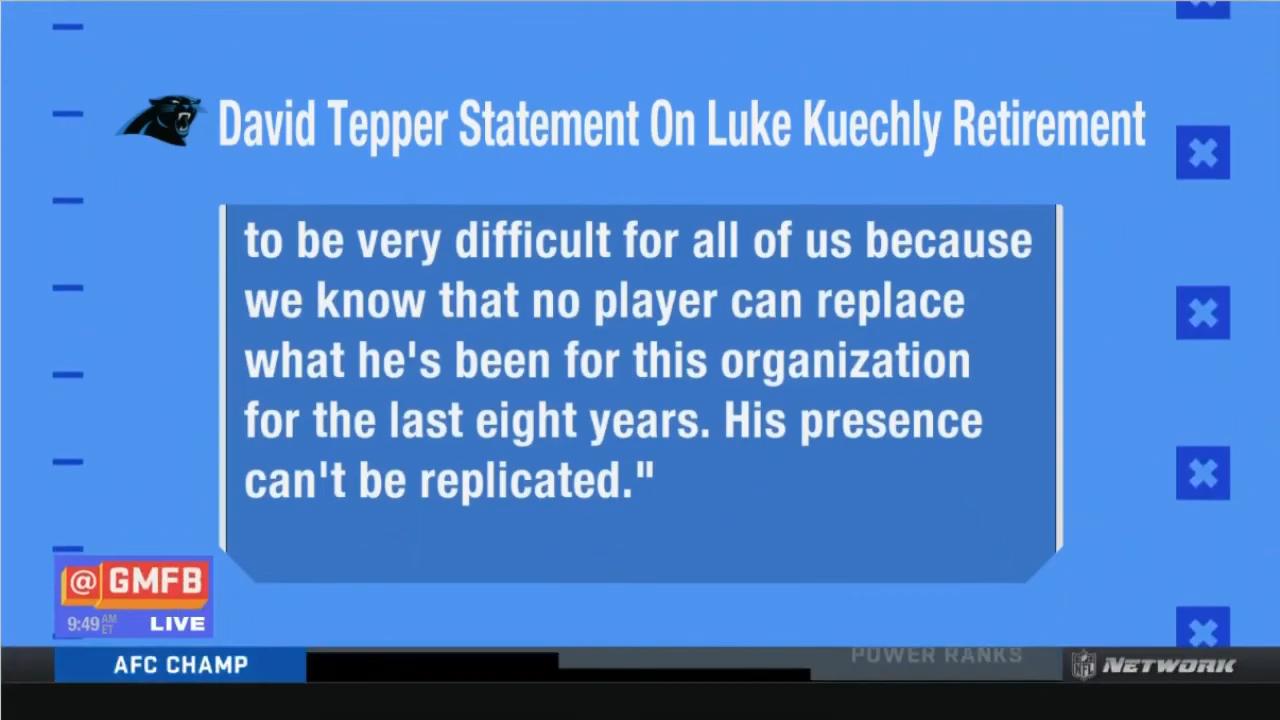 David Tepper Statement On Luke Kuechly Retirement
to be very difficult for all of us because
we know that no player can replace
what he's been for this organization
for the last eight years. His presence
can't be replicated."
@GMFB
9:49 AM ET LIVE
AFC CHAMP
POWER RANKS
NFL NETWORK